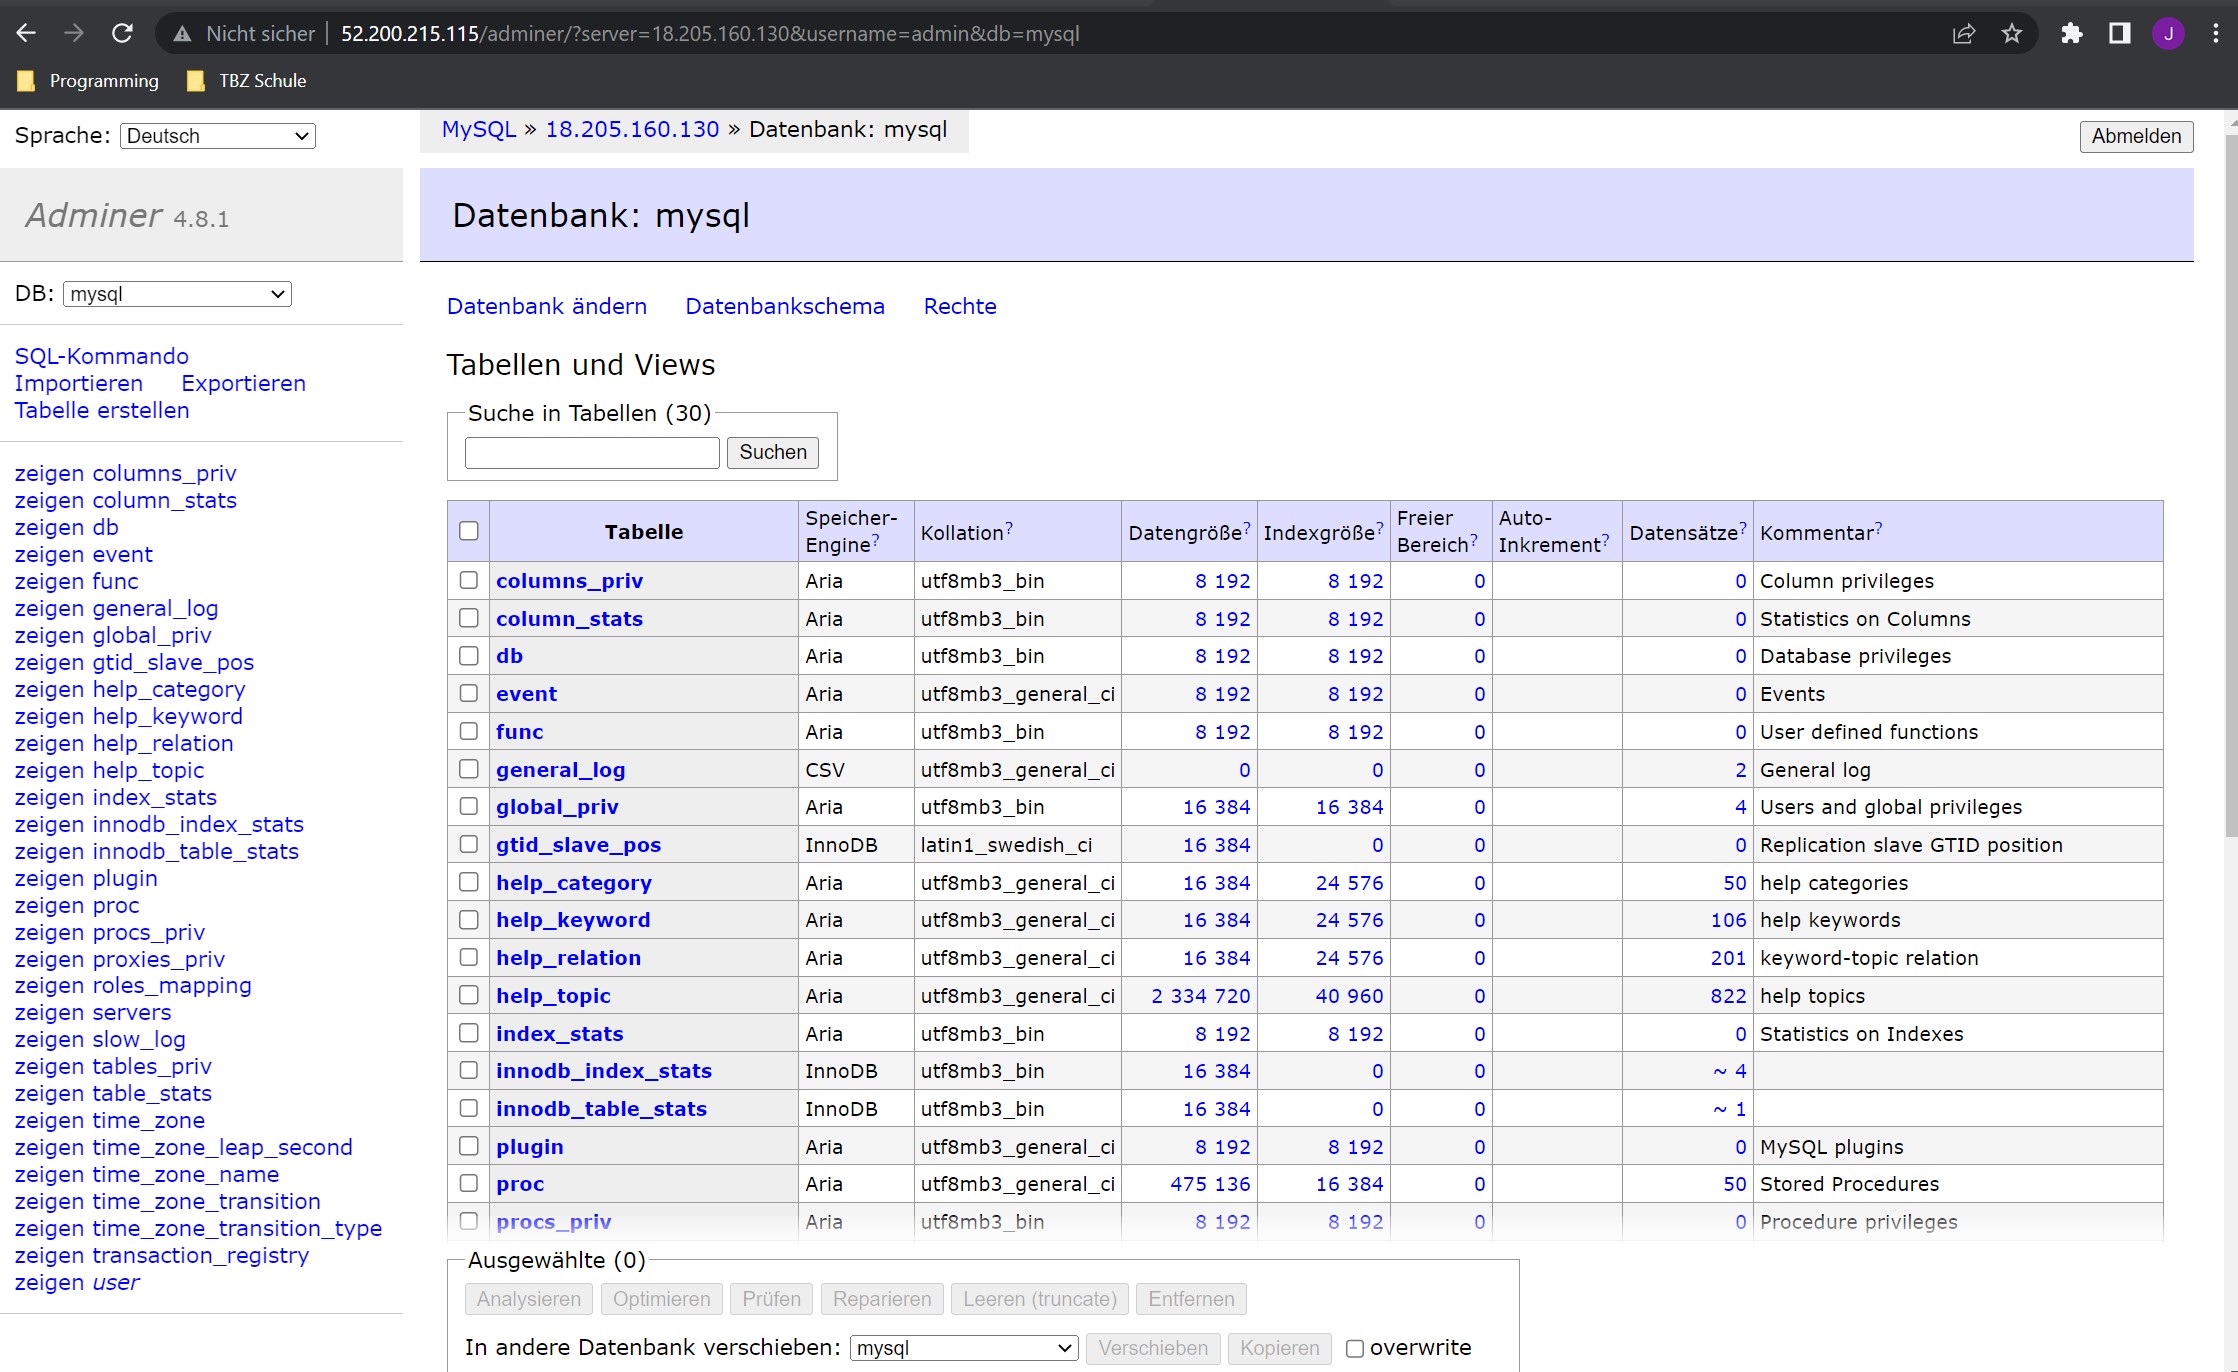 Nicht sicher | 52.200.215.115/adminer/?server=18.205.160.130&username=admin&db=mysql
J
Programming TBZ Schule
Sprache: Deutsch
MySQL » 18.205.160.130 » Datenbank: mysql
Abmelden
Adminer 4.8.1
Datenbank: mysql
DB: mysql
SQL-Kommando
Importieren Exportieren
Tabelle erstellen
zeigen columns_priv
zeigen column_stats
zeigen db
zeigen event
zeigen func
zeigen general_log
zeigen global_priv
zeigen gtid_slave_pos
zeigen help_category
zeigen help_keyword
zeigen help_relation
zeigen help_topic
zeigen index_stats
zeigen innodb_index_stats
zeigen innodb_table_stats
zeigen plugin
zeigen proc
zeigen procs_priv
zeigen proxies_priv
zeigen roles_mapping
zeigen servers
zeigen slow_log
zeigen tables_priv
zeigen table_stats
zeigen time_zone
zeigen time_zone_leap_second
zeigen time_zone_name
zeigen time_zone_transition
zeigen time_zone_transition_type
zeigen transaction_registry
zeigen user
Datenbank ändern Datenbankschema Rechte
Tabellen und Views
Suche in Tabellen (30)
Suchen
Tabelle Speicher-Engine? Kollation? Datengröße? Indexgröße? Freier Bereich? Auto-Inkrement? Datensätze? Kommentar?
columns_priv Aria utf8mb3_bin 8 192 8 192 0 0 Column privileges
column_stats Aria utf8mb3_bin 8 192 8 192 0 0 Statistics on Columns
db Aria utf8mb3_bin 8 192 8 192 0 0 Database privileges
event Aria utf8mb3_general_ci 8 192 8 192 0 0 Events
func Aria utf8mb3_bin 8 192 8 192 0 0 User defined functions
general_log CSV utf8mb3_general_ci 0 0 0 2 General log
global_priv Aria utf8mb3_bin 16 384 16 384 0 4 Users and global privileges
gtid_slave_pos InnoDB latin1_swedish_ci 16 384 0 0 0 Replication slave GTID position
help_category Aria utf8mb3_general_ci 16 384 24 576 0 50 help categories
help_keyword Aria utf8mb3_general_ci 16 384 24 576 0 106 help keywords
help_relation Aria utf8mb3_general_ci 16 384 24 576 0 201 keyword-topic relation
help_topic Aria utf8mb3_general_ci 2 334 720 40 960 0 822 help topics
index_stats Aria utf8mb3_bin 8 192 8 192 0 0 Statistics on Indexes
innodb_index_stats InnoDB utf8mb3_bin 16 384 0 0 ~ 4
innodb_table_stats InnoDB utf8mb3_bin 16 384 0 0 ~ 1
plugin Aria utf8mb3_general_ci 8 192 8 192 0 0 MySQL plugins
proc Aria utf8mb3_general_ci 475 136 16 384 0 50 Stored Procedures
procs_priv Aria utf8mb3_bin 8 192 8 192 0 0 Procedure privileges
Ausgewählte (0)
Analysieren Optimieren Prüfen Reparieren Leeren (truncate) Entfernen
In andere Datenbank verschieben: mysql Verschieben Kopieren overwrite